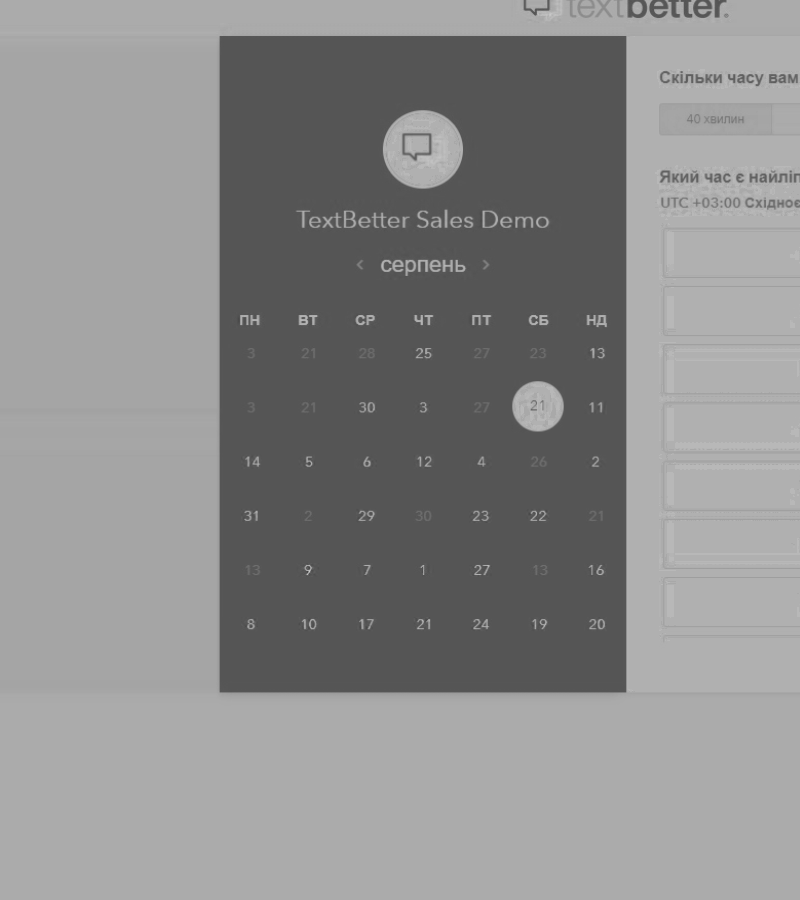 textbetter.
TextBetter Sales Demo
серпень
ПН ВТ СР ЧТ ПТ СБ НД
3 21 28 25 27 23 13
3 21 30 3 27 21 11
14 5 6 12 4 26 2
31 2 29 30 23 22 21
13 9 7 1 27 13 16
8 10 17 21 24 19 20
Скільки часу вам
40 хвилин
Який час є найліп
UTC +03:00 Східноє